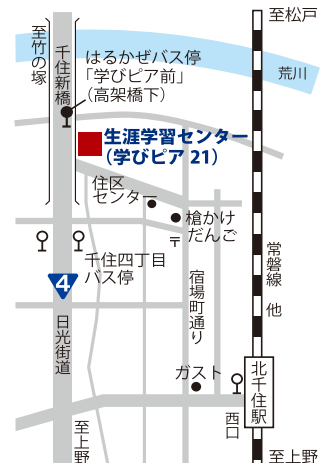 至松戸
至竹の塚
千住新橋
荒川
はるかぜバス停
「学びピア前」
（高架橋下）
生涯学習センター
（学びピア 21）
住区
センター
槍かけ
だんご
〒
千住四丁目
バス停
4
日光街道
宿場町通り
常磐線 他
ガスト
北千住駅
西口
至上野
至上野